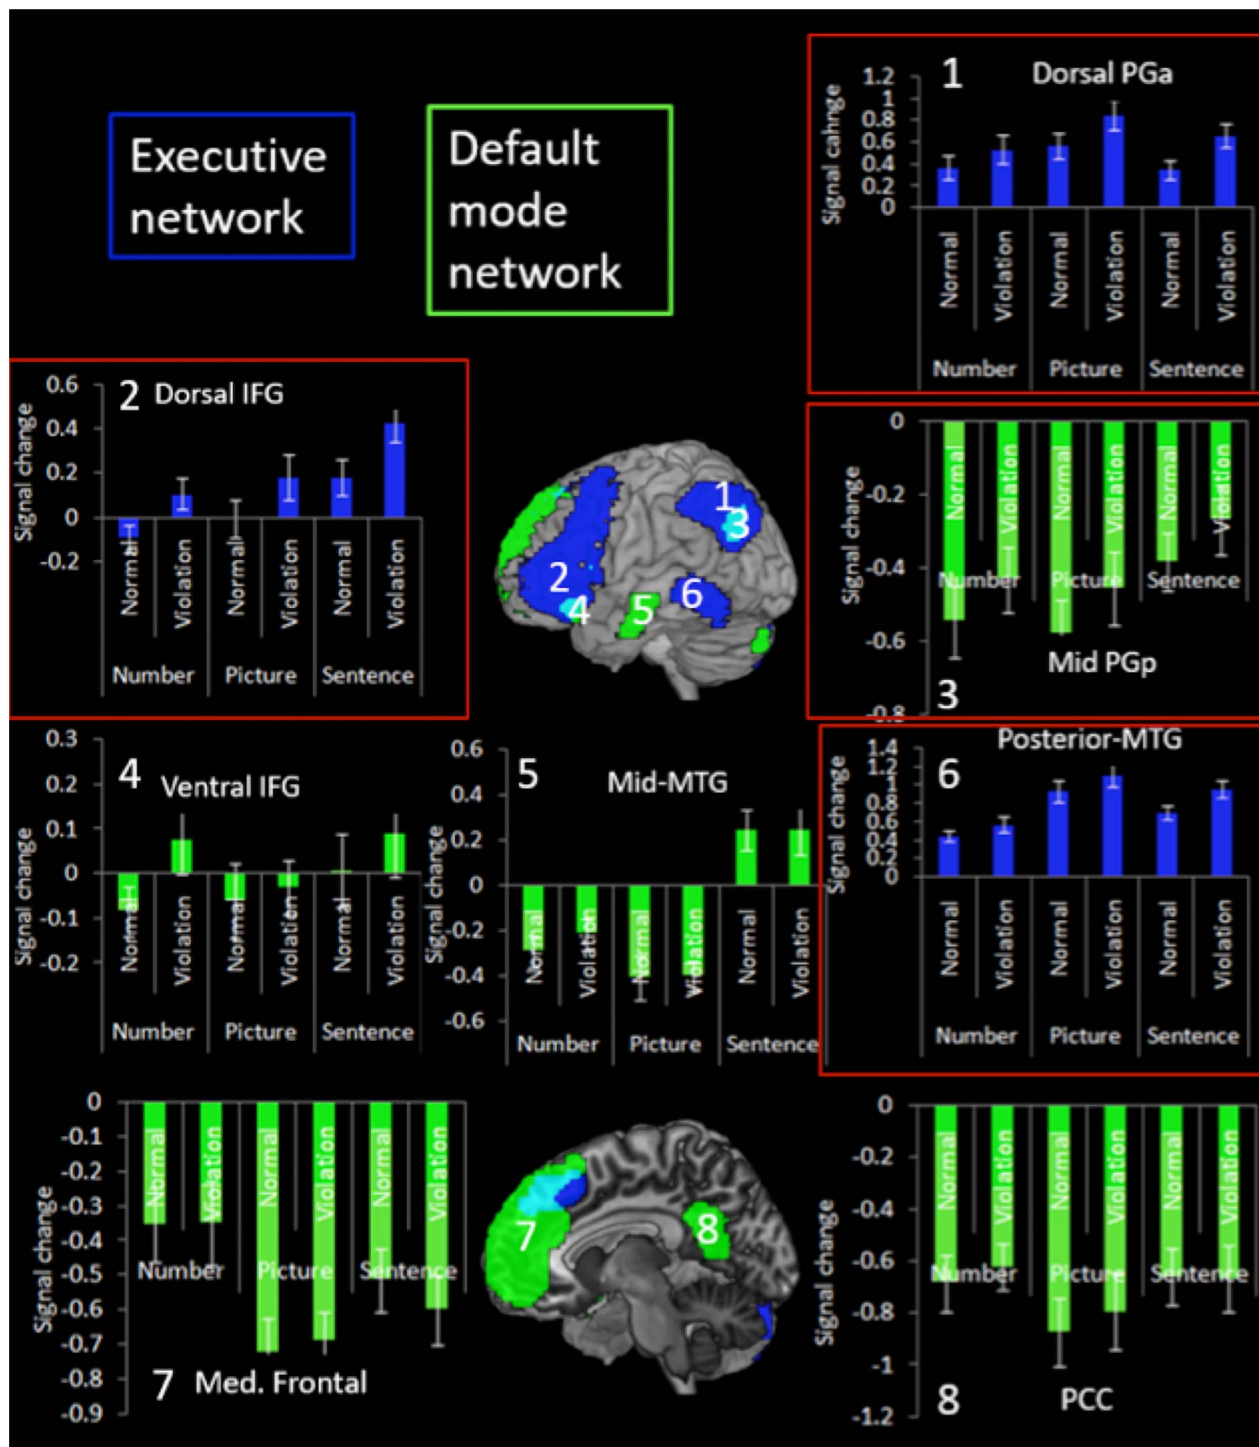 Executive
network
Default
mode
network
1
Dorsal PGa
Signal cahnge
1.2
1
0.8
0.6
0.4
0.2
0
Normal
Violation
Normal
Violation
Normal
Violation
Number
Picture
Sentence
2
Dorsal IFG
Signal change
0.6
0.4
0.2
0
-0.2
Normal
Violation
Normal
Violation
Normal
Violation
Number
Picture
Sentence
1
3
2
4
5
6
Signal change
0
-0.2
-0.4
-0.6
-0.8
Normal
Violation
Normal
Violation
Normal
Violation
Number
Picture
Sentence
Mid PGp
3
4
Ventral IFG
Signal change
0.3
0.2
0.1
0
-0.1
-0.2
Normal
Violation
Normal
Violation
Normal
Violation
Number
Picture
Sentence
5
Mid-MTG
Signal change
0.6
0.4
0.2
0
-0.2
-0.4
-0.6
Normal
Violation
Normal
Violation
Normal
Violation
Number
Picture
Sentence
Posterior-MTG
6
Signal change
1.4
1.2
1
0.8
0.6
0.4
0.2
0
Normal
Violation
Normal
Violation
Normal
Violation
Number
Picture
Sentence
Signal change
0
-0.1
-0.2
-0.3
-0.4
-0.5
-0.6
-0.7
-0.8
-0.9
Normal
Violation
Normal
Violation
Normal
Violation
Number
Picture
Sentence
7 Med. Frontal
7
8
Signal change
0
-0.2
-0.4
-0.6
-0.8
-1
-1.2
Normal
Violation
Normal
Violation
Normal
Violation
Number
Picture
Sentence
8
PCC